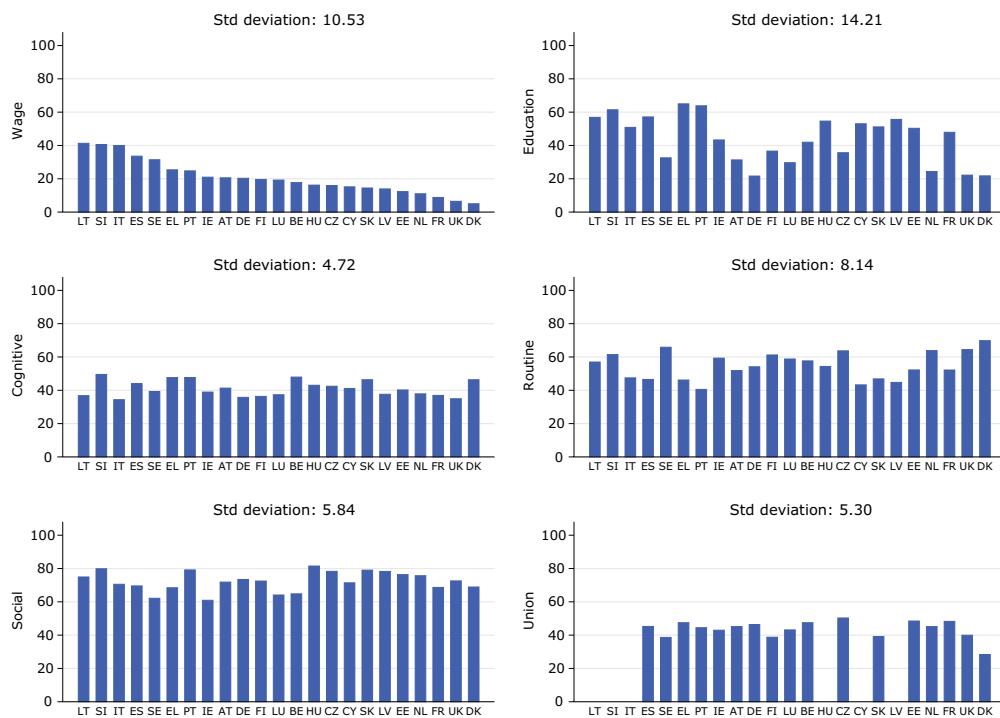 Std deviation: 10.53
Wage
100
80
60
40
20
0
LT SI IT ES SE EL PT IE AT DE FI LU BE HU CZ CY SK LV EE NL FR UK DK
Std deviation: 14.21
Education
100
80
60
40
20
0
LT SI IT ES SE EL PT IE AT DE FI LU BE HU CZ CY SK LV EE NL FR UK DK
Std deviation: 4.72
Cognitive
100
80
60
40
20
0
LT SI IT ES SE EL PT IE AT DE FI LU BE HU CZ CY SK LV EE NL FR UK DK
Std deviation: 8.14
Routine
100
80
60
40
20
0
LT SI IT ES SE EL PT IE AT DE FI LU BE HU CZ CY SK LV EE NL FR UK DK
Std deviation: 5.84
Social
100
80
60
40
20
0
LT SI IT ES SE EL PT IE AT DE FI LU BE HU CZ CY SK LV EE NL FR UK DK
Std deviation: 5.30
Union
100
80
60
40
20
0
LT SI IT ES SE EL PT IE AT DE FI LU BE HU CZ CY SK LV EE NL FR UK DK